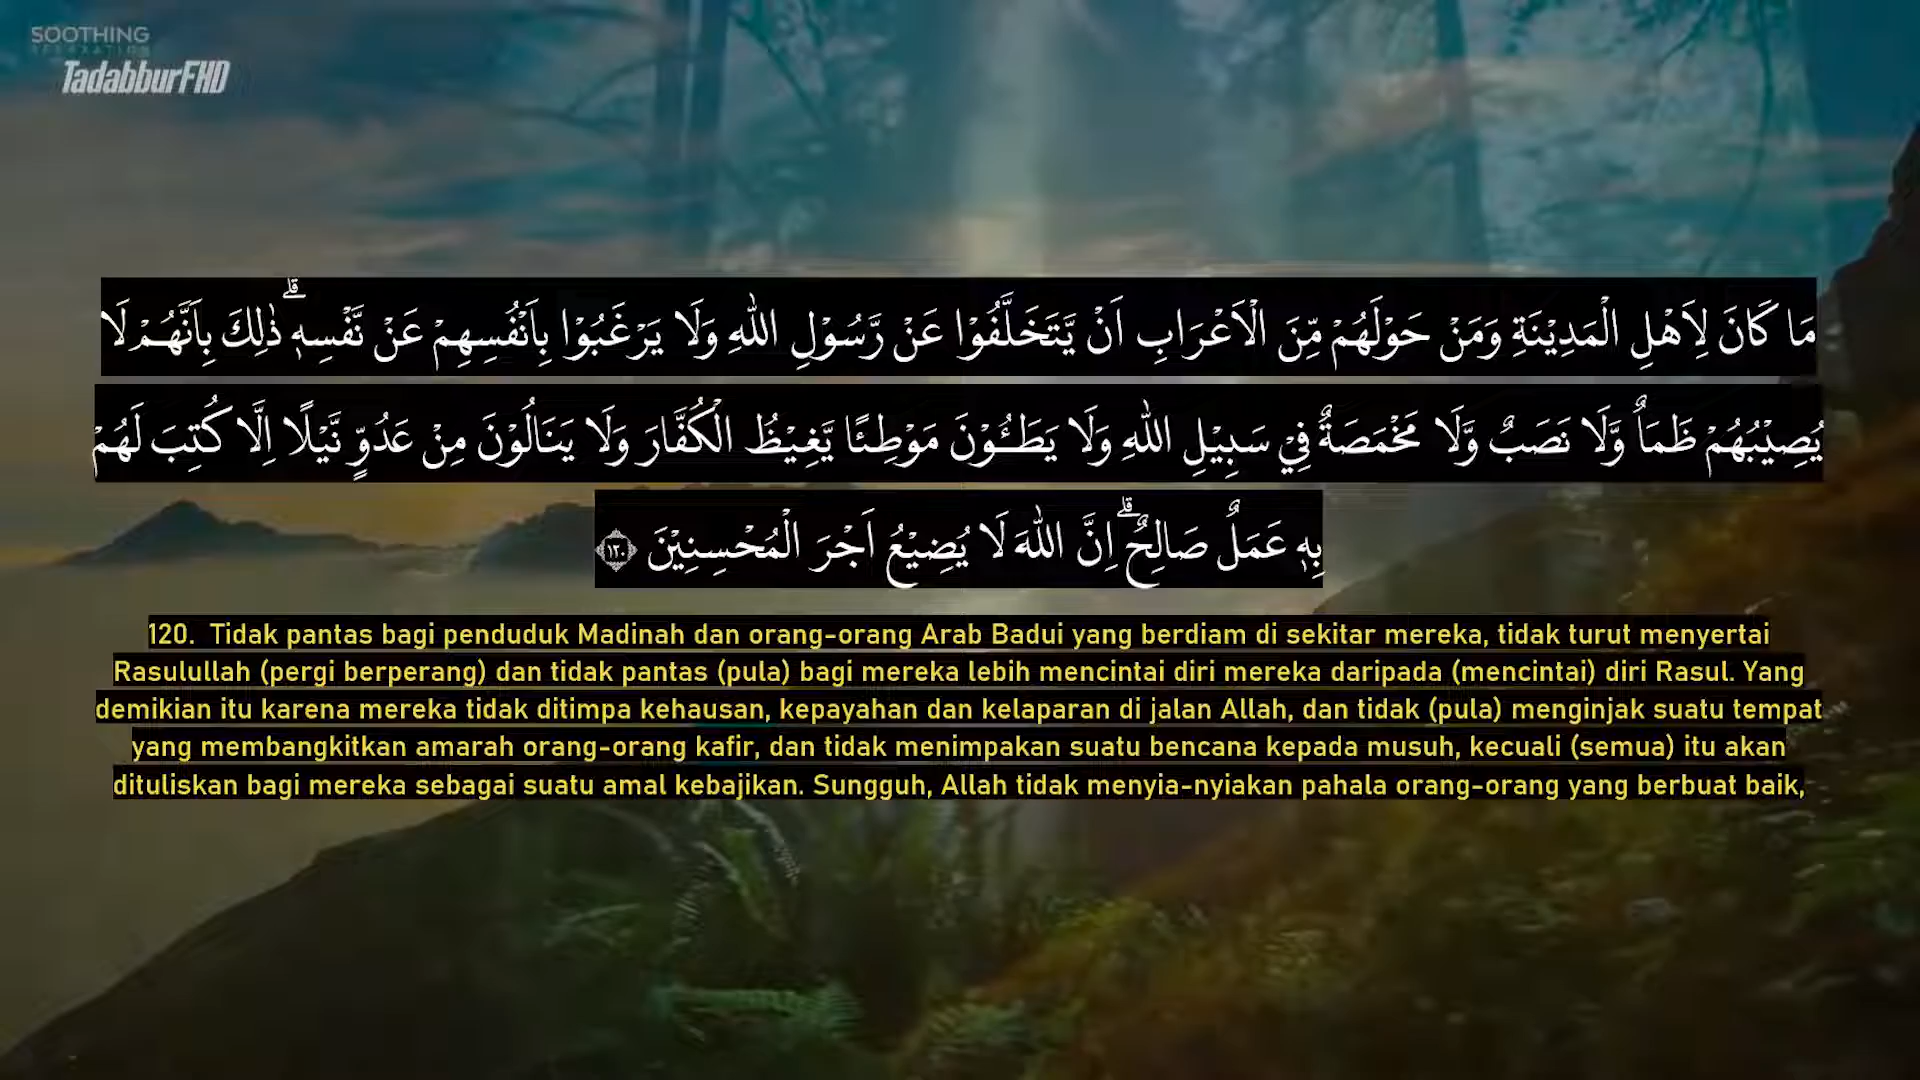 SOOTHING
RELAXATION
TadabburFHD
مَا كَانَ لِاَهْلِ الْمَدِيْنَةِ وَمَنْ حَوْلَهُمْ مِّنَ الْاَعْرَابِ اَنْ يَّتَخَلَّفُوْا عَنْ رَّسُوْلِ اللّٰهِ وَلَا يَرْغَبُوْا بِاَنْفُسِهِمْ عَنْ نَّفْسِهٖۗ ذٰلِكَ بِاَنَّهُمْ لَا
يُصِيْبُهُمْ ظَمَاٌ وَّلَا نَصَبٌ وَّلَا مَخْمَصَةٌ فِيْ سَبِيْلِ اللّٰهِ وَلَا يَطَـُٔوْنَ مَوْطِئًا يَّغِيْظُ الْكُفَّارَ وَلَا يَنَالُوْنَ مِنْ عَدُوٍّ نَّيْلًا اِلَّا كُتِبَ لَهُمْ
بِهٖ عَمَلٌ صَالِحٌۗ اِنَّ اللّٰهَ لَا يُضِيْعُ اَجْرَ الْمُحْسِنِيْنَ ١٢٠
120. Tidak pantas bagi penduduk Madinah dan orang-orang Arab Badui yang berdiam di sekitar mereka, tidak turut menyertai
Rasulullah (pergi berperang) dan tidak pantas (pula) bagi mereka lebih mencintai diri mereka daripada (mencintai) diri Rasul. Yang
demikian itu karena mereka tidak ditimpa kehausan, kepayahan dan kelaparan di jalan Allah, dan tidak (pula) menginjak suatu tempat
yang membangkitkan amarah orang-orang kafir, dan tidak menimpakan suatu bencana kepada musuh, kecuali (semua) itu akan
dituliskan bagi mereka sebagai suatu amal kebajikan. Sungguh, Allah tidak menyia-nyiakan pahala orang-orang yang berbuat baik,